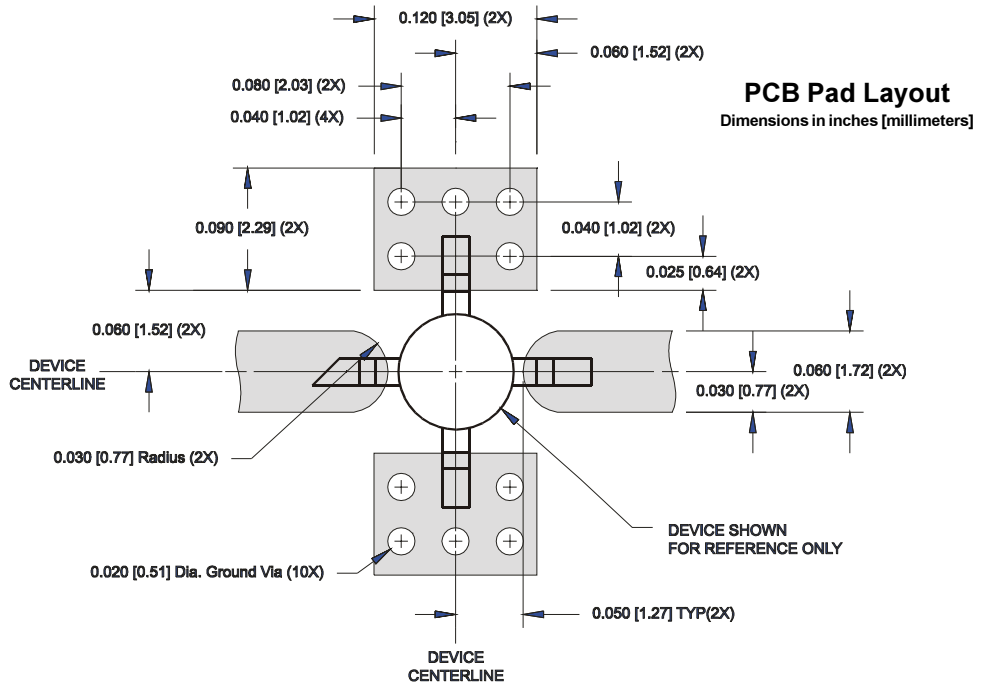 0.120 [3.05] (2X)
0.060 [1.52] (2X)
0.080 [2.03] (2X)
PCB Pad Layout
Dimensions in inches [millimeters]
0.040 [1.02] (4X)
0.090 [2.29] (2X)
0.040 [1.02] (2X)
0.025 [0.64] (2X)
0.060 [1.52] (2X)
DEVICE
CENTERLINE
0.060 [1.72] (2X)
0.030 [0.77] (2X)
0.030 [0.77] Radius (2X)
DEVICE SHOWN
FOR REFERENCE ONLY
0.020 [0.51] Dia. Ground Via (10X)
0.050 [1.27] TYP(2X)
DEVICE
CENTERLINE